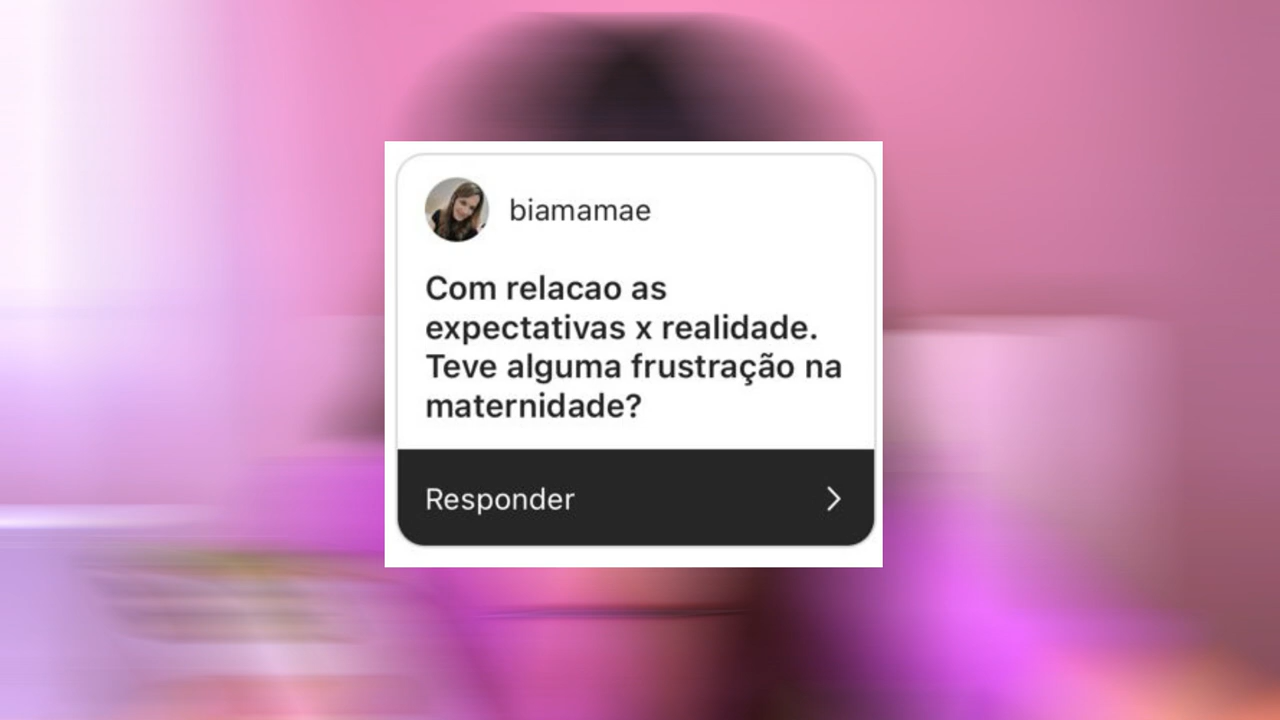 biamamae
Com relacao as
expectativas x realidade.
Teve alguma frustração na
maternidade?
Responder